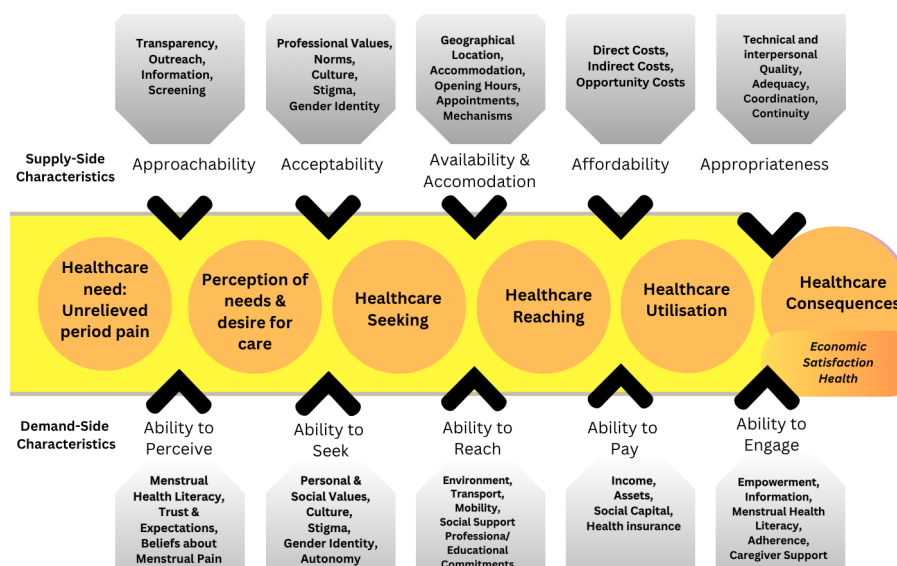 Transparency,
Outreach,
Information,
Screening
Professional Values,
Norms,
Culture,
Stigma,
Gender Identity
Geographical
Location,
Accommodation,
Opening Hours,
Appointments,
Mechanisms
Direct Costs,
Indirect Costs,
Opportunity Costs
Technical and
interpersonal
Quality,
Adequacy,
Coordination,
Continuity
Supply-Side
Characteristics
Approachability
Acceptability
Availability &
Accomodation
Affordability
Appropriateness
Healthcare
need:
Unrelieved
period pain
Perception of
needs &
desire for
care
Healthcare
Seeking
Healthcare
Reaching
Healthcare
Utilisation
Healthcare
Consequences
Economic
Satisfaction
Health
Demand-Side
Characteristics
Ability to
Perceive
Ability to
Seek
Ability to
Reach
Ability to
Pay
Ability to
Engage
Menstrual
Health Literacy,
Trust &
Expectations,
Beliefs about
Menstrual Pain
Personal &
Social Values,
Culture,
Stigma,
Gender Identity,
Autonomy
Environment,
Transport,
Mobility,
Social Support
Professiona/
Educational
Commitments
Income,
Assets,
Social Capital,
Health insurance
Empowerment,
Information,
Menstrual Health
Literacy,
Adherence,
Caregiver Support